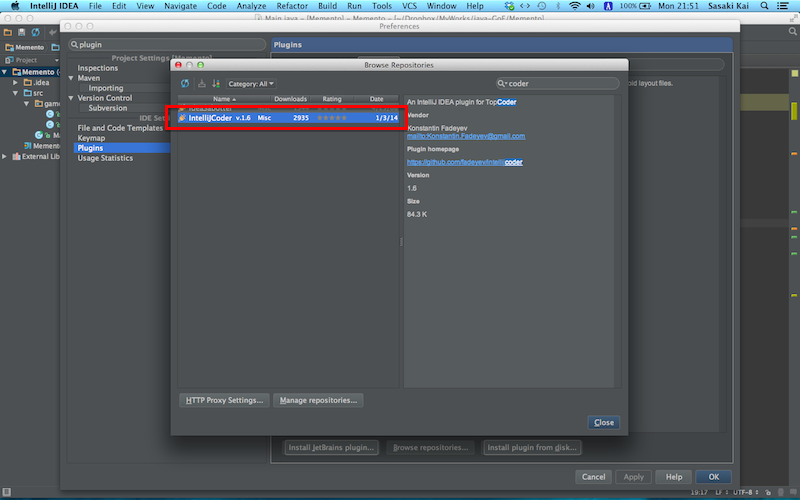 IntelliJ IDEA File Edit View Navigate Code Analyze Refactor Build Run Tools VCS Window Help 100% Mon 21:51 Sasaki Kai
Main.java – [Memento] – Memento – [~/Dropbox/MyWorks/java-GoF/Memento]
Preferences
plugin
Plugins
Memento
Project
Memento
.idea
src
game
Ma
Memento
External Lib
Project Settings [Memento]
Inspections
Maven
Importing
Version Control
Subversion
IDE Set
File and Code Templates
Keymap
Plugins
Usage Statistics
Browse Repositories
Category: All
coder
Name Downloads Rating Date
IntelliJCoder v.1.6 Misc 2935 1/3/14
An IntelliJ IDEA plugin for TopCoder
Vendor
Konstantin Fadeyev
mailto:Konstantin.Fadeyev@gmail.com
Plugin homepage
https://github.com/fadeyev/intellijcoder
Version
1.6
Size
84.3 K
oid layout files.
HTTP Proxy Settings...
Manage repositories...
Close
Install JetBrains plugin...
Browse repositories...
Install plugin from disk...
Cancel
Apply
Help
OK
19:17 LF UTF-8